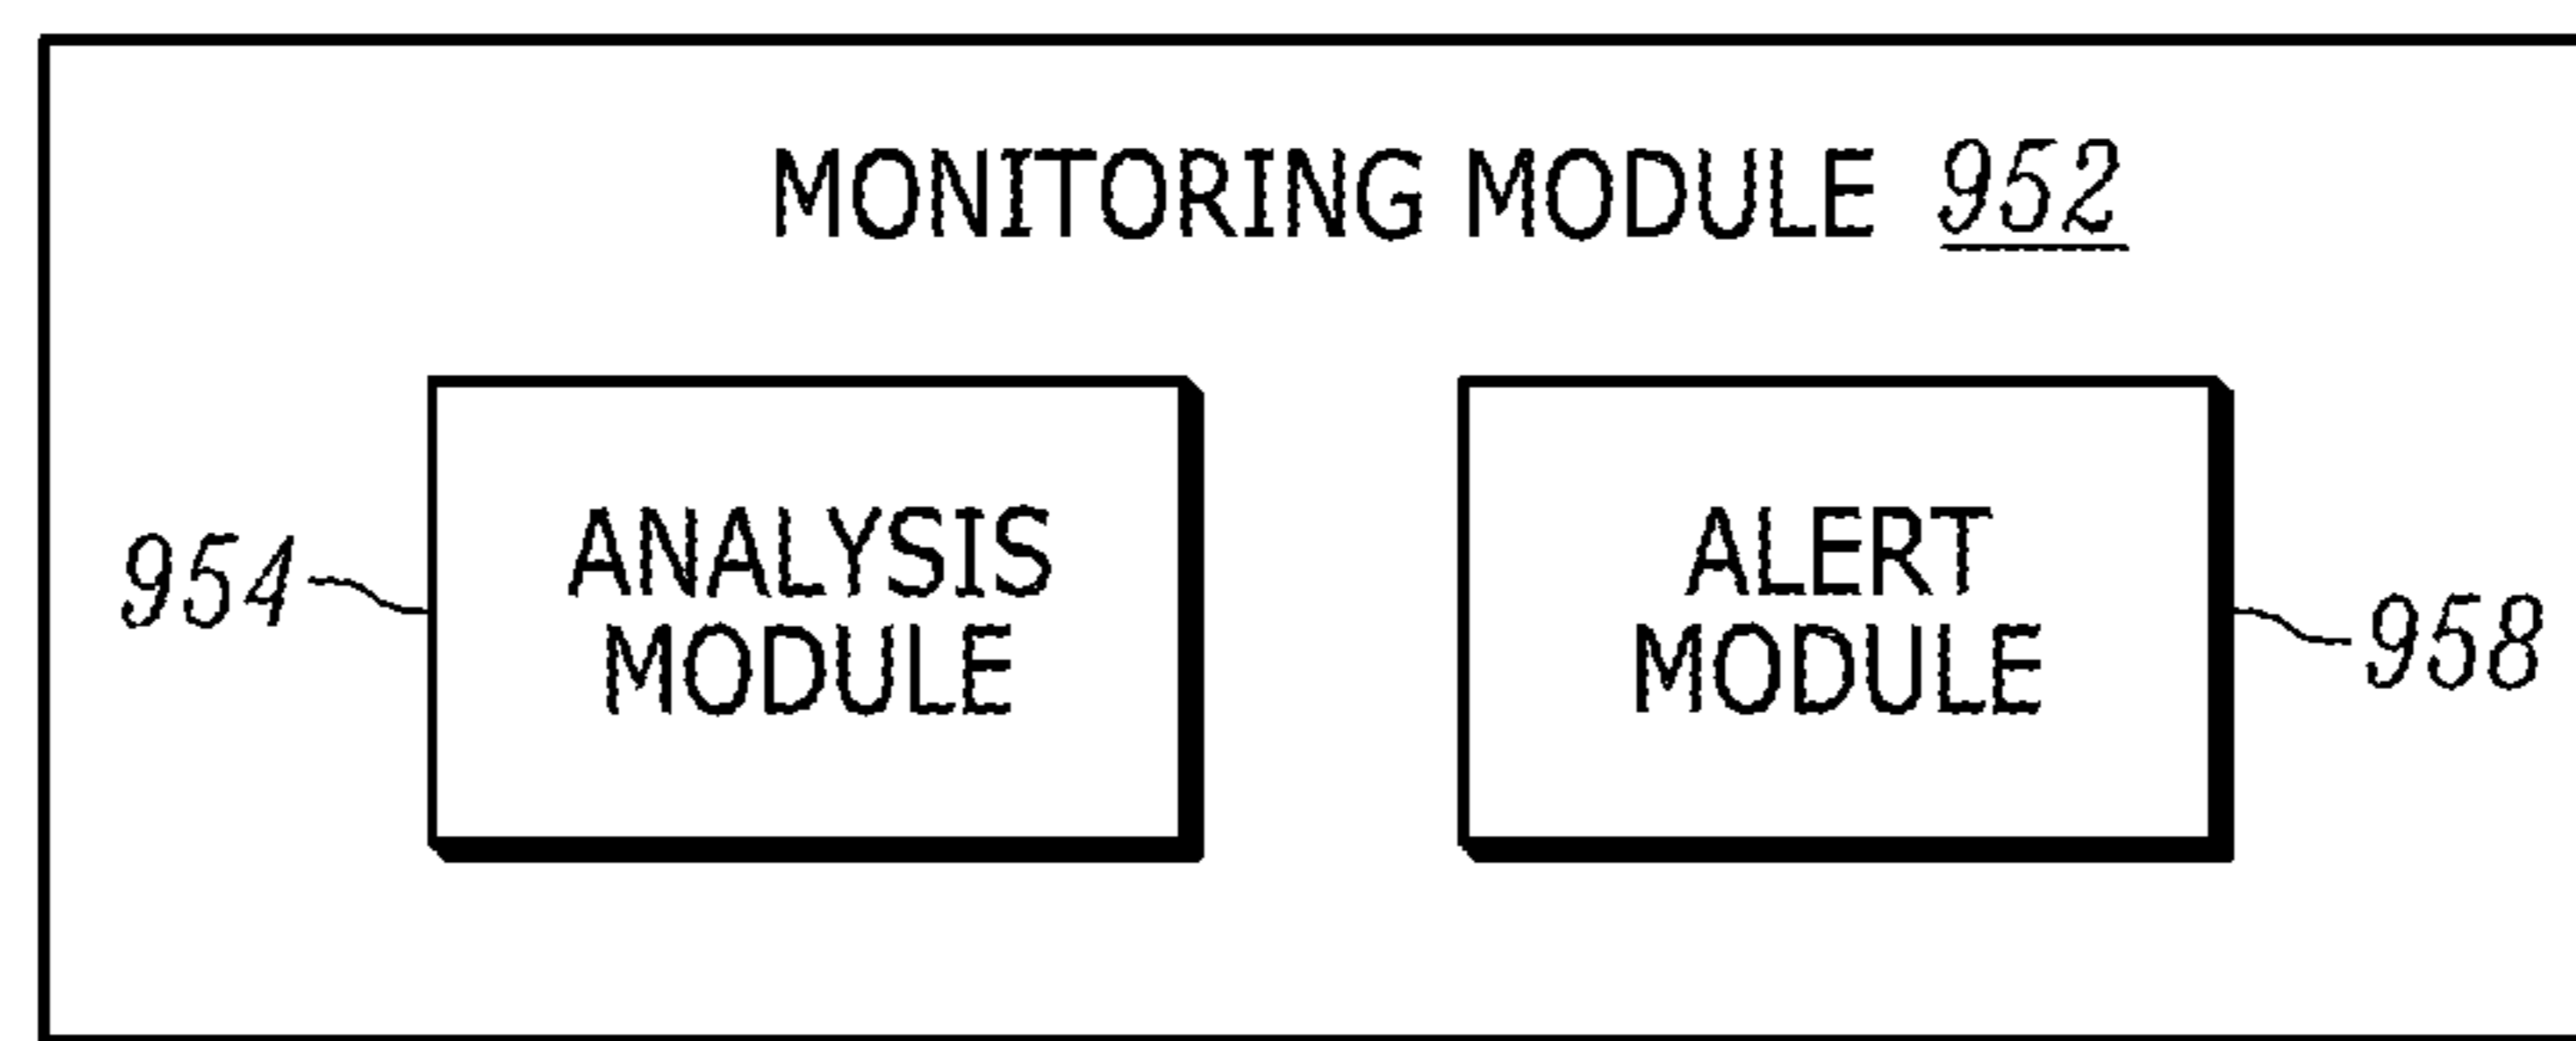 MONITORING MODULE 952
954
ANALYSIS
MODULE
ALERT
MODULE
958